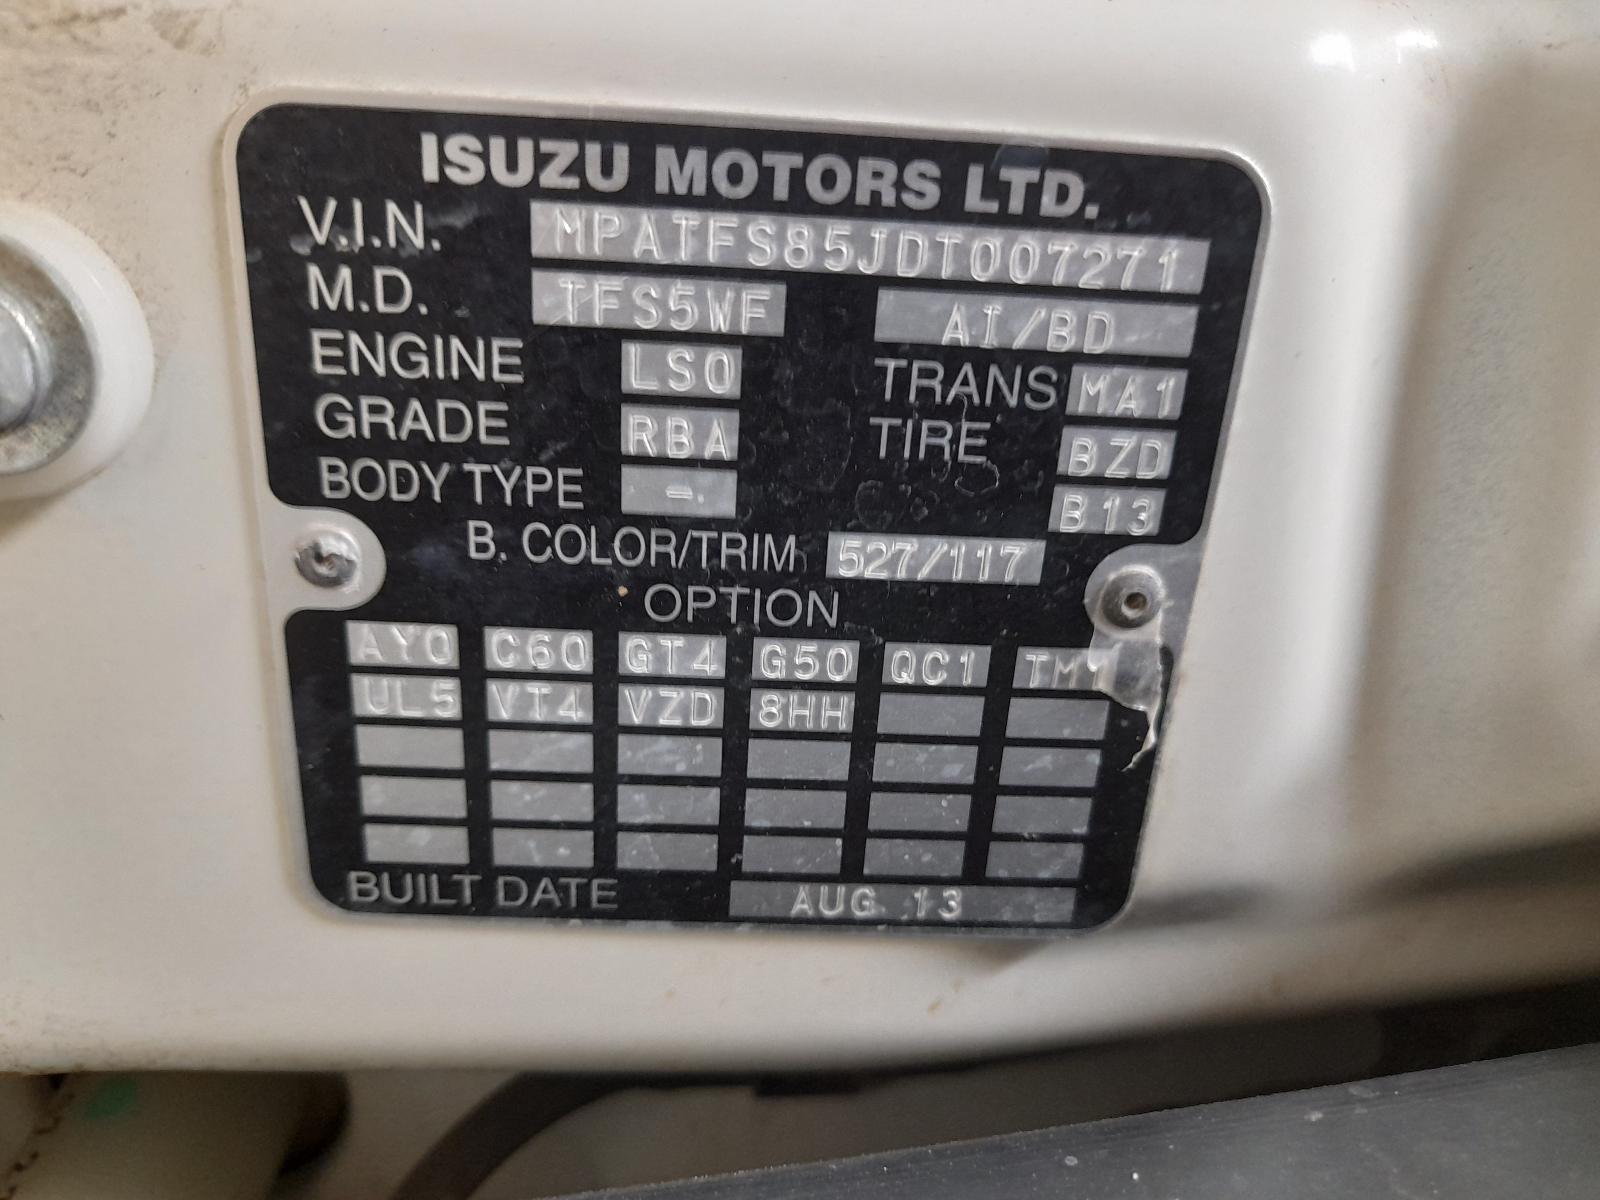 ISUZU MOTORS LTD.
V.I.N. MPATFS85JDT007271
M.D. TFS5WF AI/BD
ENGINE LS0 TRANS MA1
GRADE RBA TIRE BZD
BODY TYPE - B13
B. COLOR/TRIM 527/117
OPTION
AY0 C60 GT4 G50 QC1 TM1
UL5 VT4 VZD 8HH
BUILT DATE AUG 13